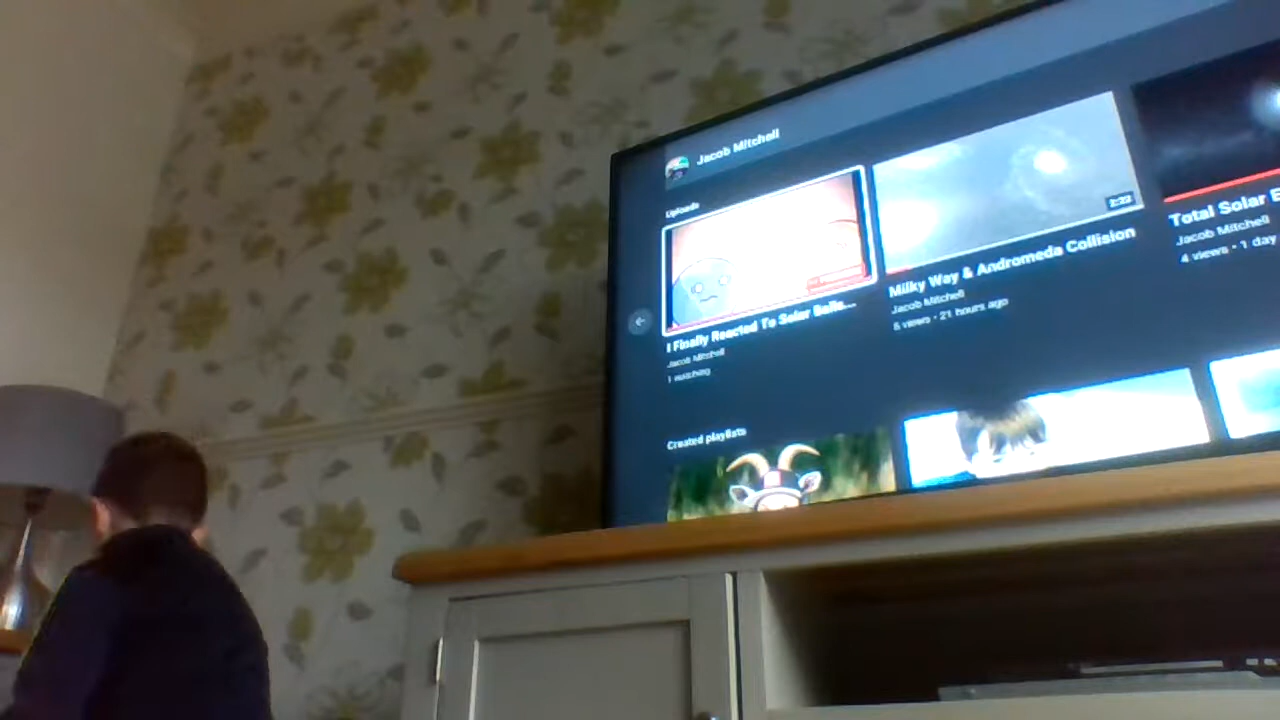 Jacob Mitchell
Uploads
2:22
I Finally Reacted To Solar Balls...
Jacob Mitchell
1 watching
Milky Way & Andromeda Collision
Jacob Mitchell
6 views • 21 hours ago
Total Solar E
Jacob Mitchell
4 views • 1 day
Created playlists